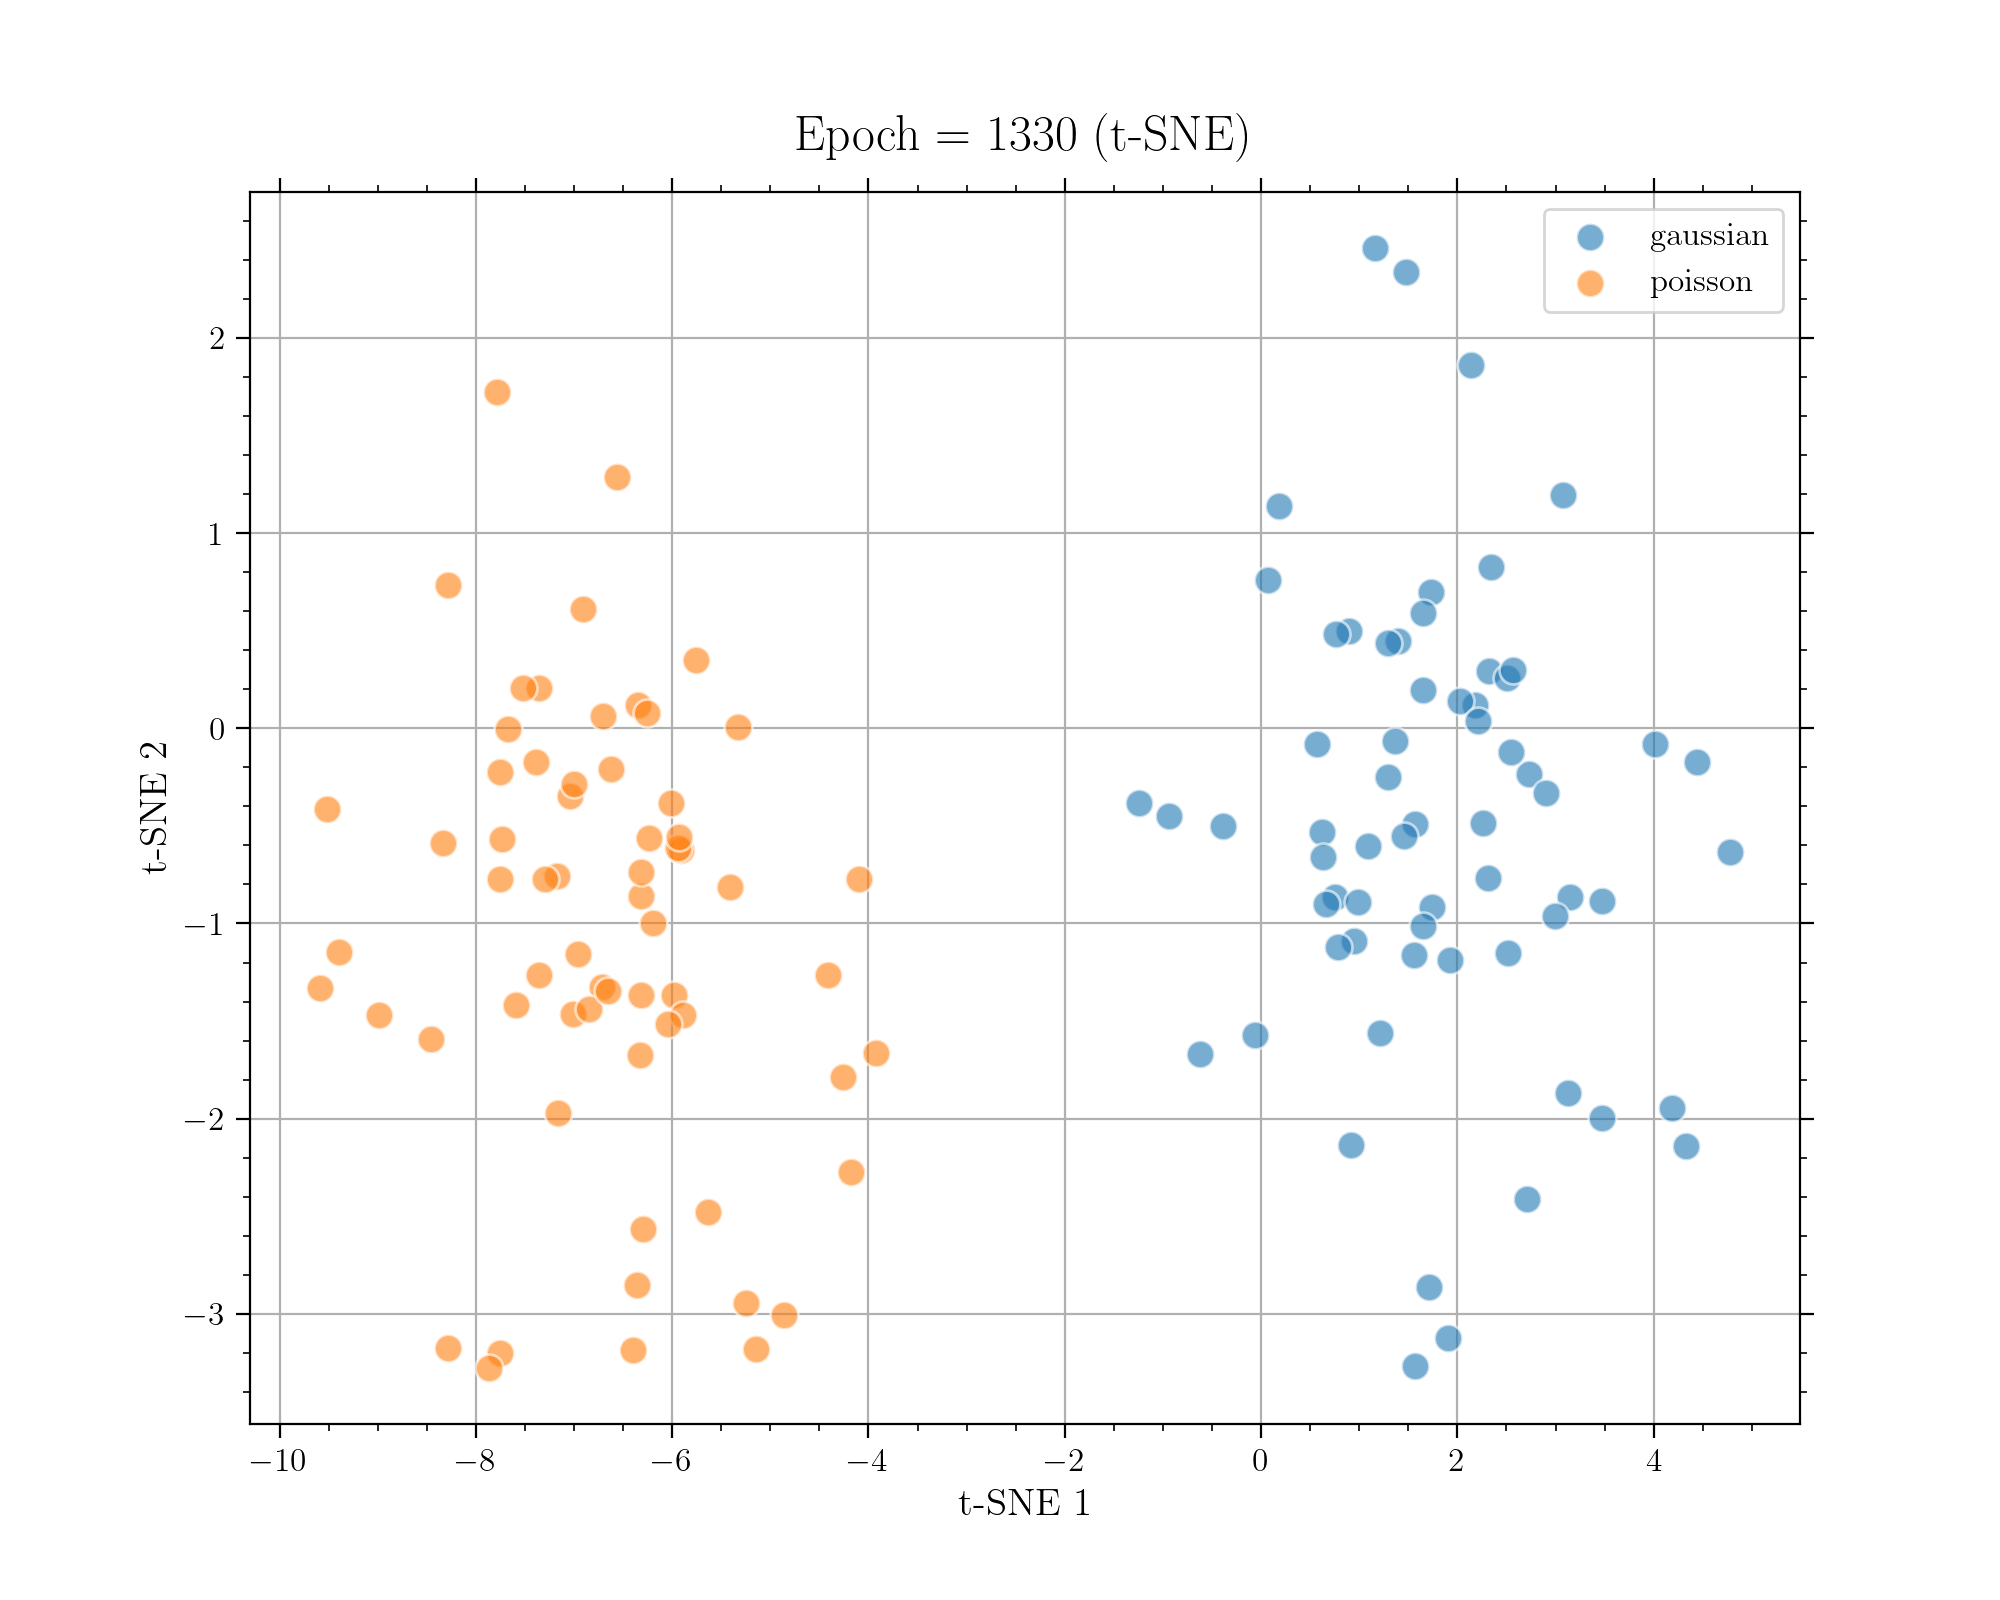 Epoch = 1330 (t-SNE)
gaussian
poisson
2
1
0
−1
−2
−3
t-SNE 2
−10 −8 −6 −4 −2 0 2 4
t-SNE 1